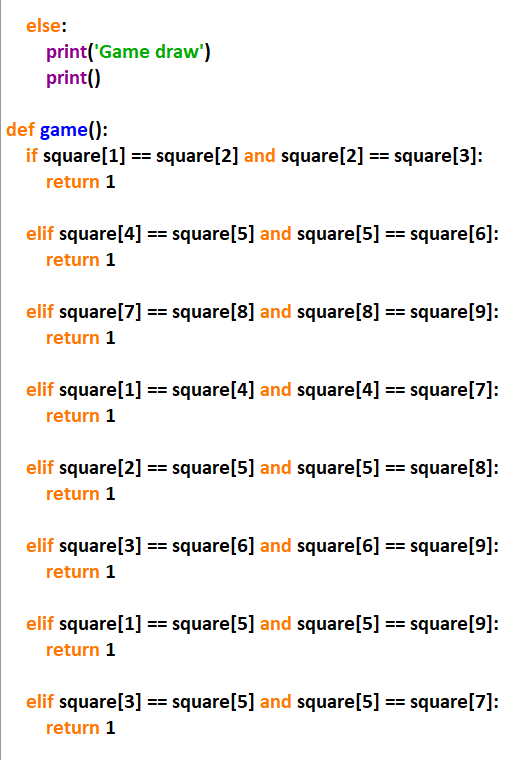 else:
print('Game draw')
print()
def game():
if square[1] == square[2] and square[2] == square[3]:
return 1
elif square[4] == square[5] and square[5] == square[6]:
return 1
elif square[7] == square[8] and square[8] == square[9]:
return 1
elif square[1] == square[4] and square[4] == square[7]:
return 1
elif square[2] == square[5] and square[5] == square[8]:
return 1
elif square[3] == square[6] and square[6] == square[9]:
return 1
elif square[1] == square[5] and square[5] == square[9]:
return 1
elif square[3] == square[5] and square[5] == square[7]:
return 1